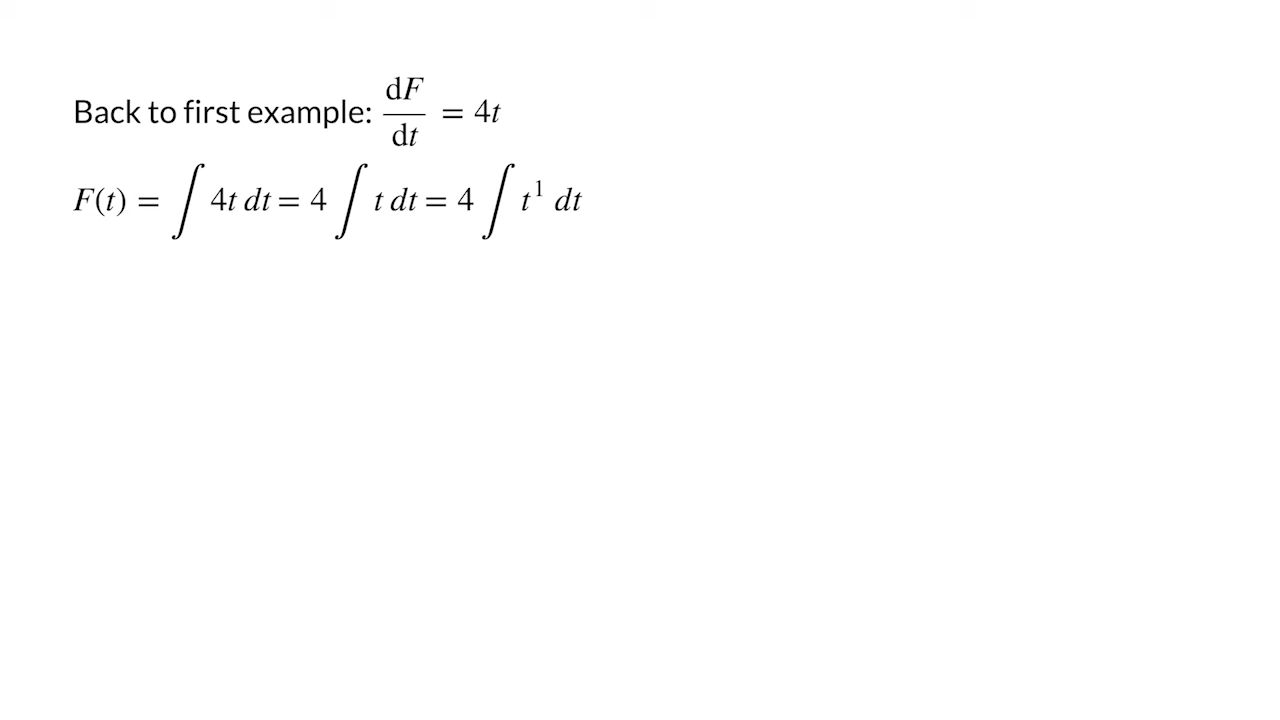 Back to first example: dF/dt = 4t
F(t) = ∫ 4t dt = 4 ∫ t dt = 4 ∫ t¹ dt